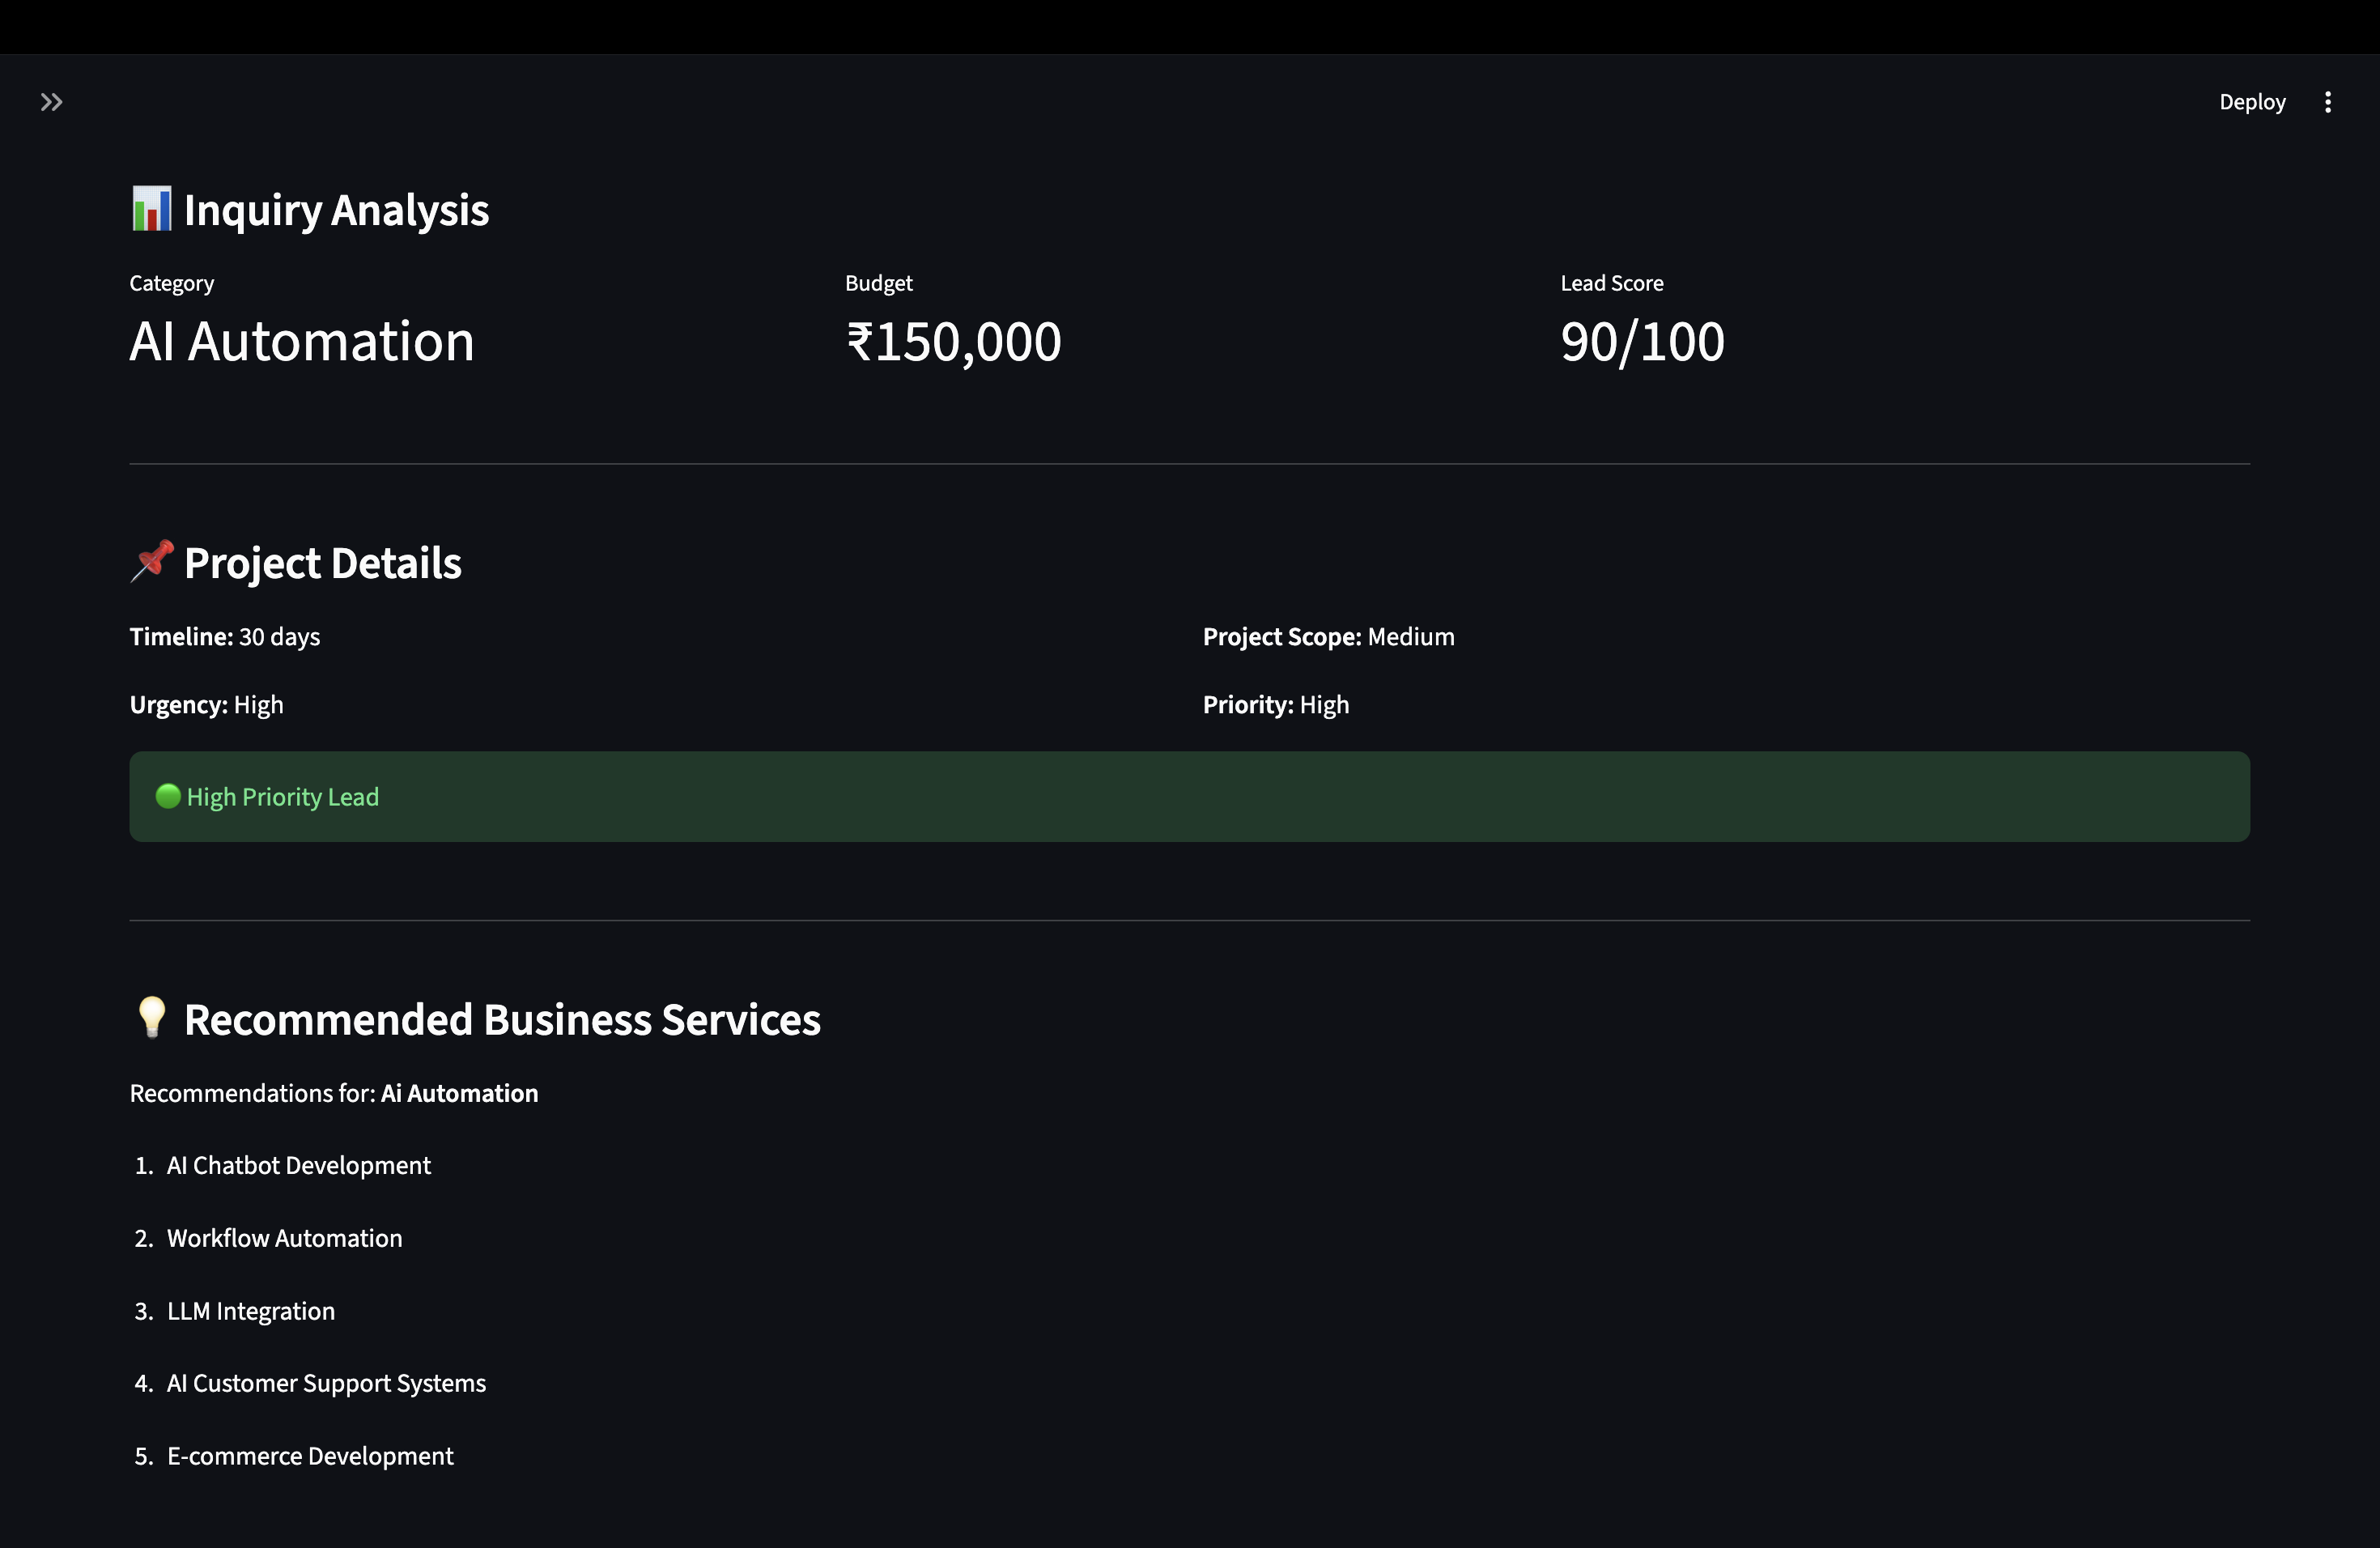 Deploy
Inquiry Analysis
Category
Budget
Lead Score
AI Automation
₹150,000
90/100
Project Details
Timeline: 30 days
Project Scope: Medium
Urgency: High
Priority: High
High Priority Lead
Recommended Business Services
Recommendations for: Ai Automation
1. AI Chatbot Development
2. Workflow Automation
3. LLM Integration
4. AI Customer Support Systems
5. E-commerce Development